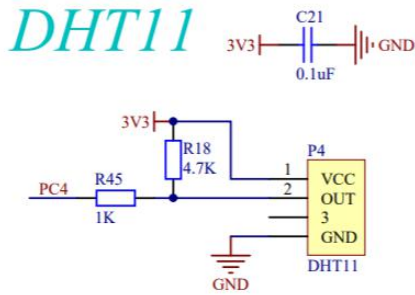 DHT11
C21
3V3
GND
0.1uF
3V3
R18
4.7K
P4
PC4
R45
1K
1
VCC
2
OUT
3
GND
DHT11
GND